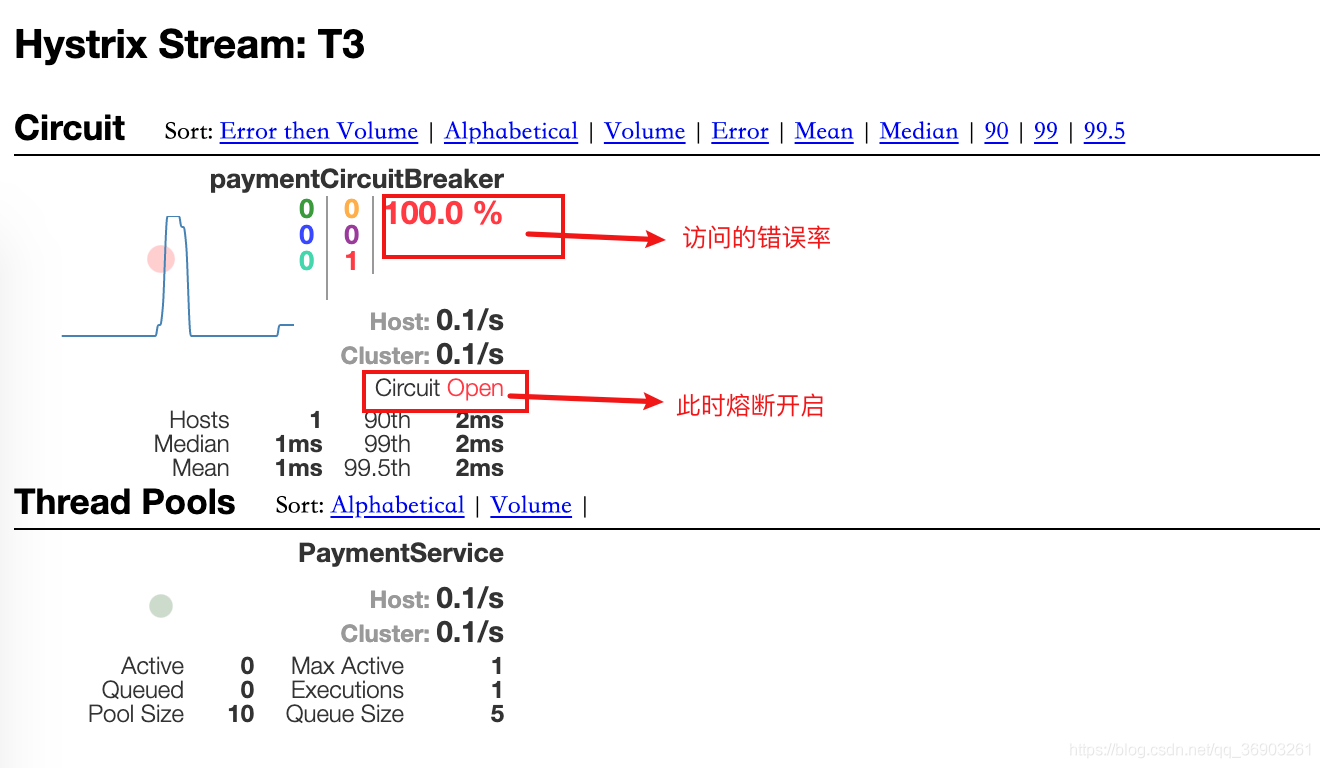 Hystrix Stream: T3
Circuit Sort: Error then Volume | Alphabetical | Volume | Error | Mean | Median | 90 | 99 | 99.5
paymentCircuitBreaker
0 0 100.0 %
0 0 访问的错误率
0 1
Host: 0.1/s
Cluster: 0.1/s
Circuit Open 此时熔断开启
Hosts 1 90th 2ms
Median 1ms 99th 2ms
Mean 1ms 99.5th 2ms
Thread Pools Sort: Alphabetical | Volume |
PaymentService
Host: 0.1/s
Cluster: 0.1/s
Active 0 Max Active 1
Queued 0 Executions 1
Pool Size 10 Queue Size 5
https://blog.csdn.net/qq_36903261